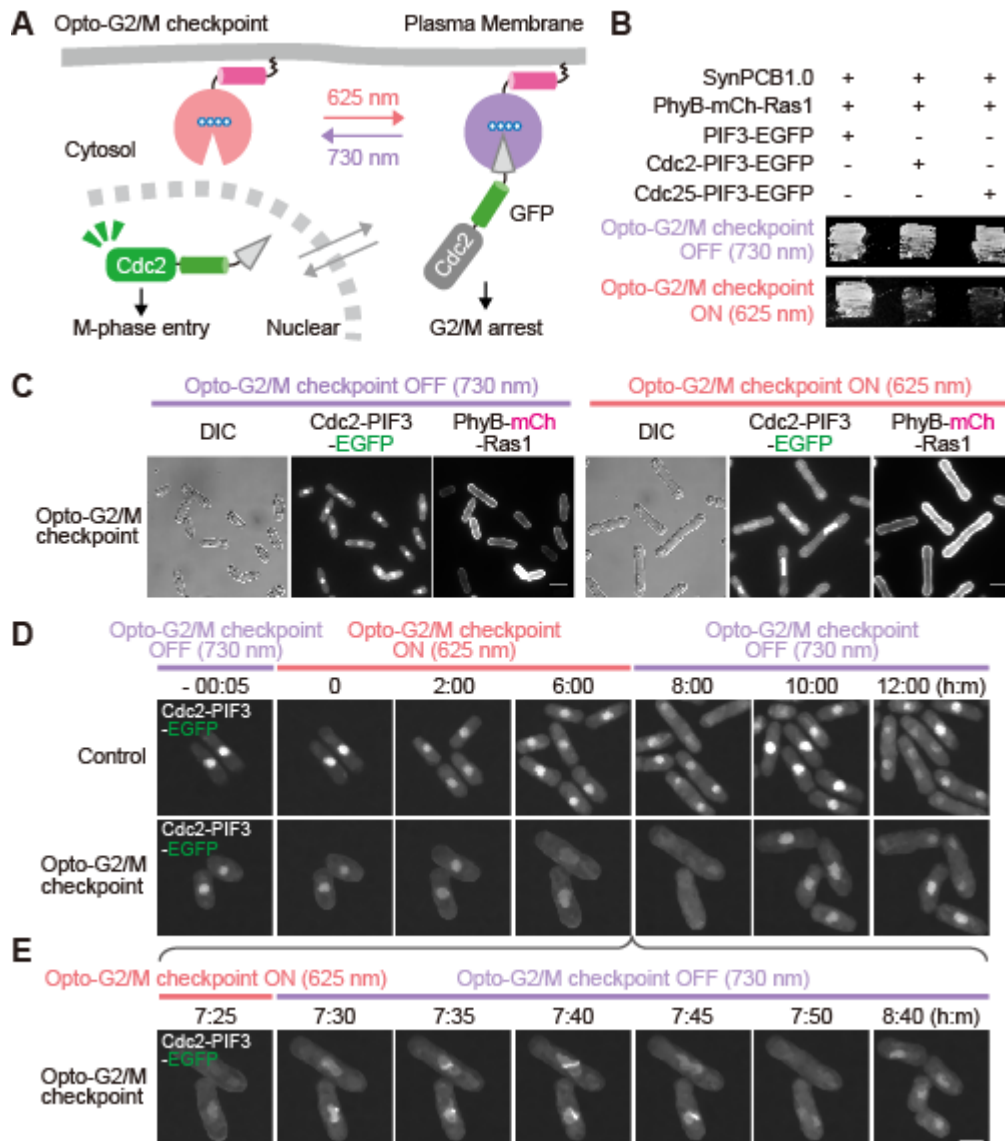 A
Opto-G2/M checkpoint
Plasma Membrane
625 nm
730 nm
Cytosol
GFP
Cdc2
Cdc2
M-phase entry
Nuclear
G2/M arrest
B
SynPCB1.0 + + +
PhyB-mCh-Ras1 + + +
PIF3-EGFP + - -
Cdc2-PIF3-EGFP - + -
Cdc25-PIF3-EGFP - - +
Opto-G2/M checkpoint
OFF (730 nm)
Opto-G2/M checkpoint
ON (625 nm)
C
Opto-G2/M checkpoint OFF (730 nm)
Opto-G2/M checkpoint ON (625 nm)
DIC
Cdc2-PIF3
-EGFP
PhyB-mCh
-Ras1
DIC
Cdc2-PIF3
-EGFP
PhyB-mCh
-Ras1
Opto-G2/M
checkpoint
D
Opto-G2/M checkpoint
OFF (730 nm)
Opto-G2/M checkpoint
ON (625 nm)
Opto-G2/M checkpoint
OFF (730 nm)
- 00:05 0 2:00 6:00 8:00 10:00 12:00 (h:m)
Cdc2-PIF3
-EGFP
Control
Cdc2-PIF3
-EGFP
Opto-G2/M
checkpoint
E
Opto-G2/M checkpoint ON (625 nm)
Opto-G2/M checkpoint OFF (730 nm)
7:25 7:30 7:35 7:40 7:45 7:50 8:40 (h:m)
Cdc2-PIF3
-EGFP
Opto-G2/M
checkpoint